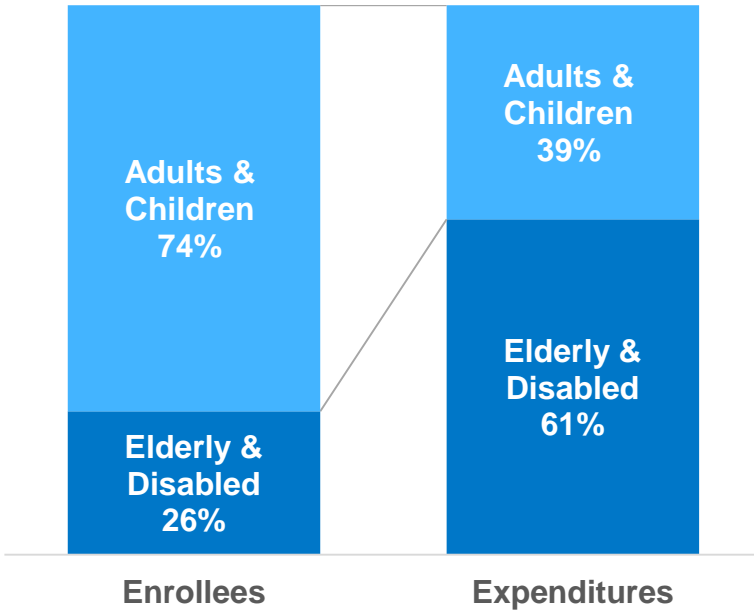 Adults &
Children
74%
Elderly &
Disabled
26%
Adults &
Children
39%
Elderly &
Disabled
61%
Enrollees
Expenditures